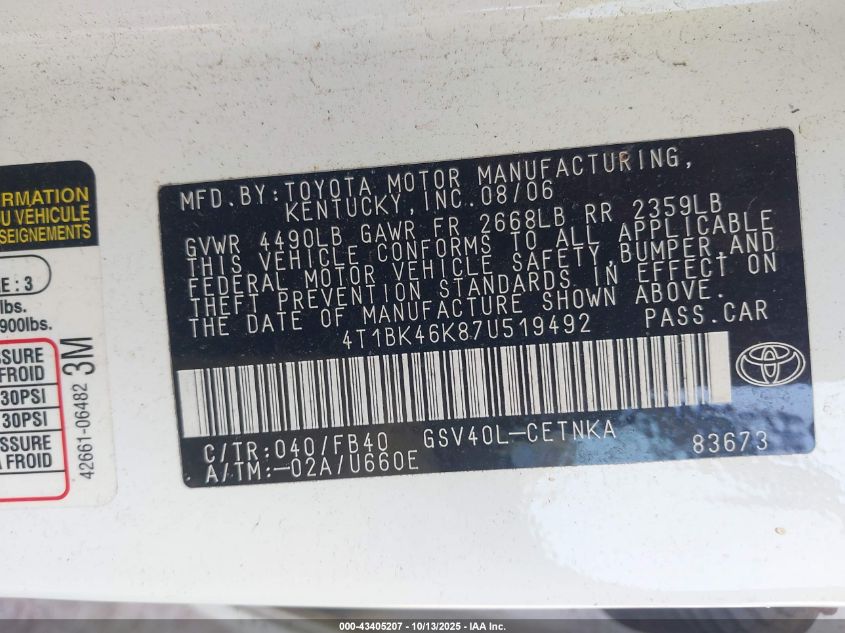 ORMATION
U VEHICULE
SEIGNEMENTS
E : 3
lbs.
900lbs.
SSURE
FROID
30PSI
30PSI
SSURE
A FROID
42661-06482 3M
MFD.BY:TOYOTA MOTOR MANUFACTURING,
KENTUCKY,INC.08/06
GVWR 4490LB GAWR FR 2668LB RR 2359LB
THIS VEHICLE CONFORMS TO ALL APPLICABLE
FEDERAL MOTOR VEHICLE SAFETY,BUMPER,AND
THEFT PREVENTION STANDARDS IN EFFECT ON
THE DATE OF MANUFACTURE SHOWN ABOVE.
4T1BK46K87U519492 PASS.CAR
C/TR:040/FB40 GSV40L-CETNKA
A/TM:-02A/U660E 83673
000-43405207 - 10/13/2025 - IAA Inc.